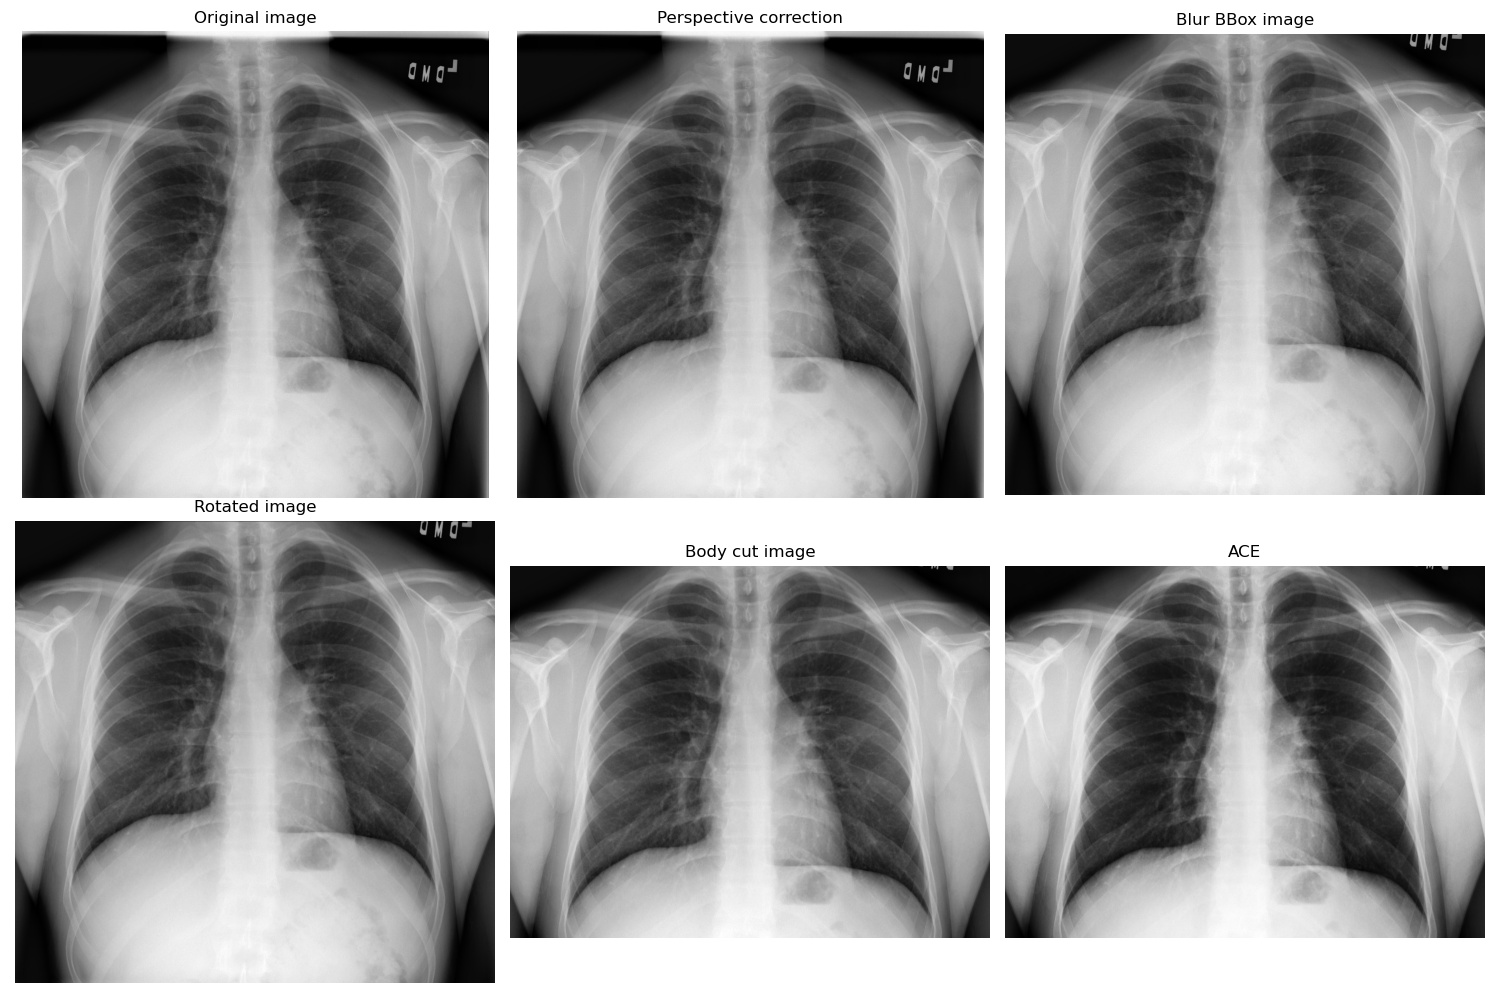 Original image
Perspective correction
Blur BBox image
Rotated image
Body cut image
ACE